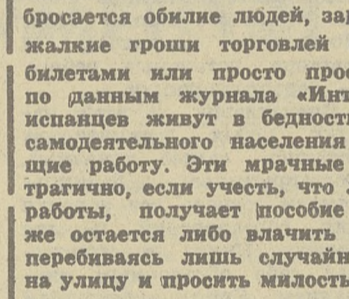 бросается обилие людей, за
жалкие гроши торговлей
билетами или просто про
по данным журнала «Инт
испанцев живут в бедност
самодеятельного населения
щие работу. Эти мрачные
трагично, если учесть, что
работы, получает пособие
же остается либо влачить
перебиваясь лишь случайн
на улицу и просить милость